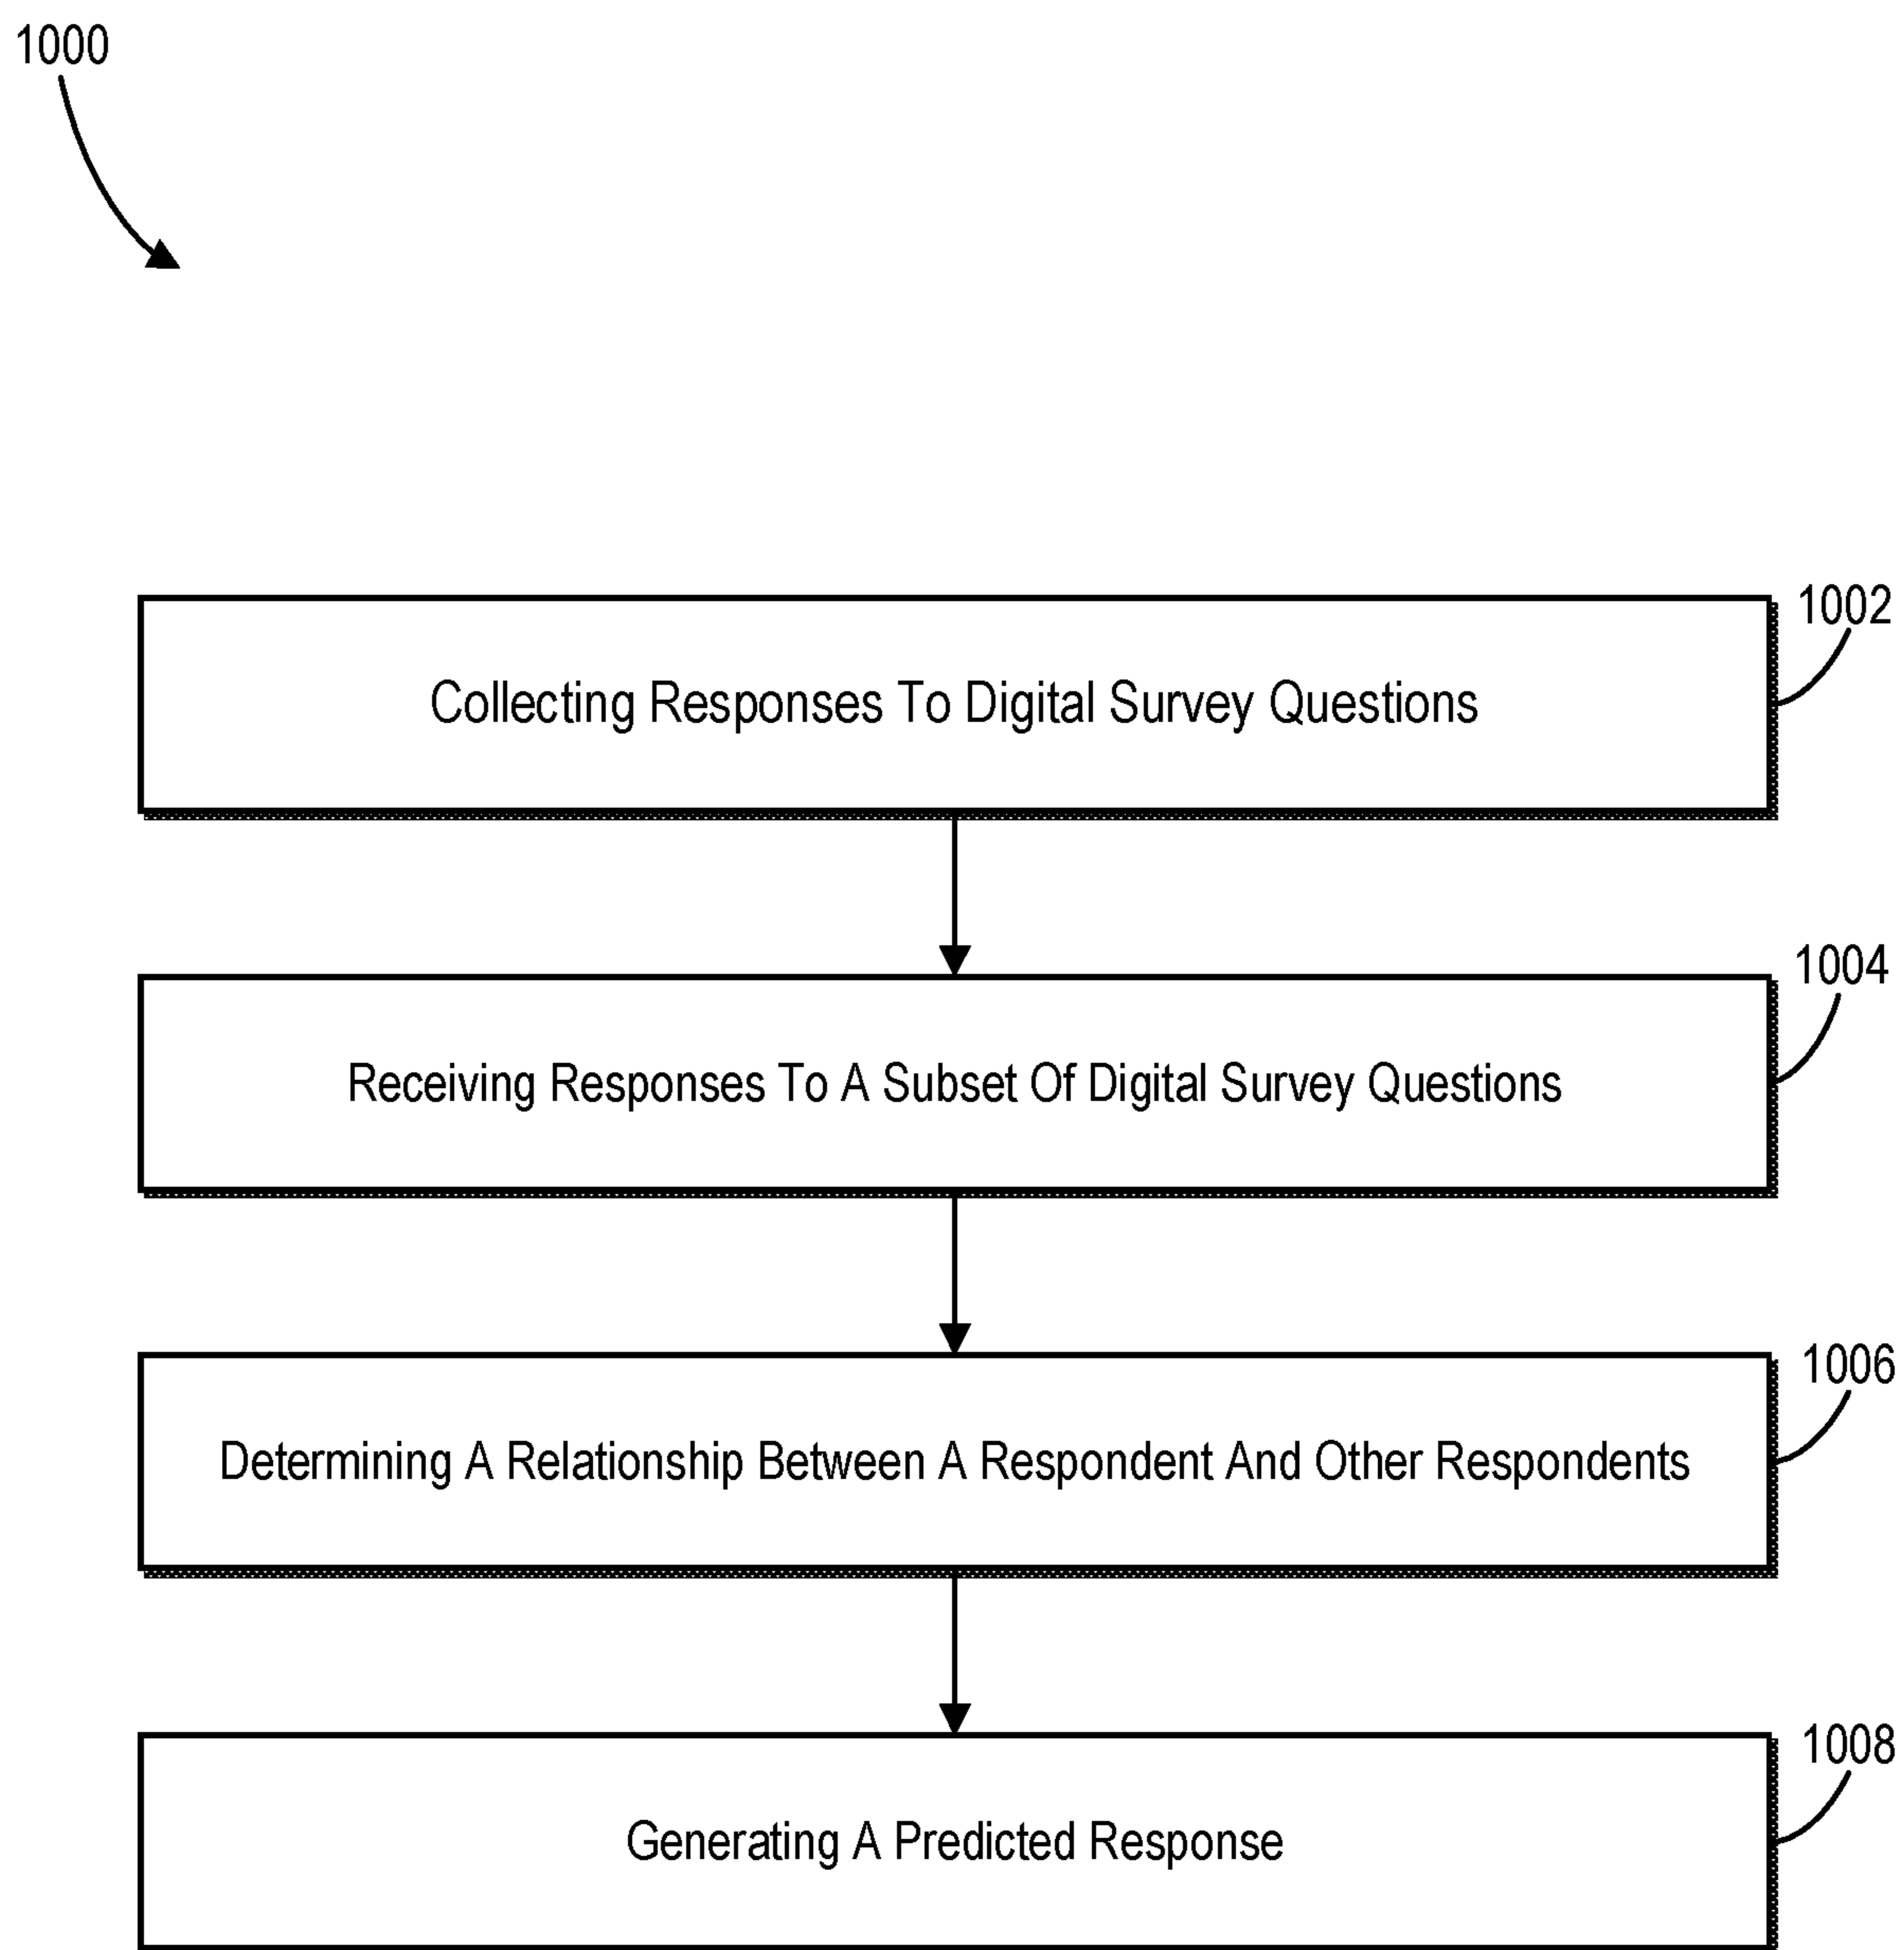 1000
1002
Collecting Responses To Digital Survey Questions
1004
Receiving Responses To A Subset Of Digital Survey Questions
1006
Determining A Relationship Between A Respondent And Other Respondents
1008
Generating A Predicted Response